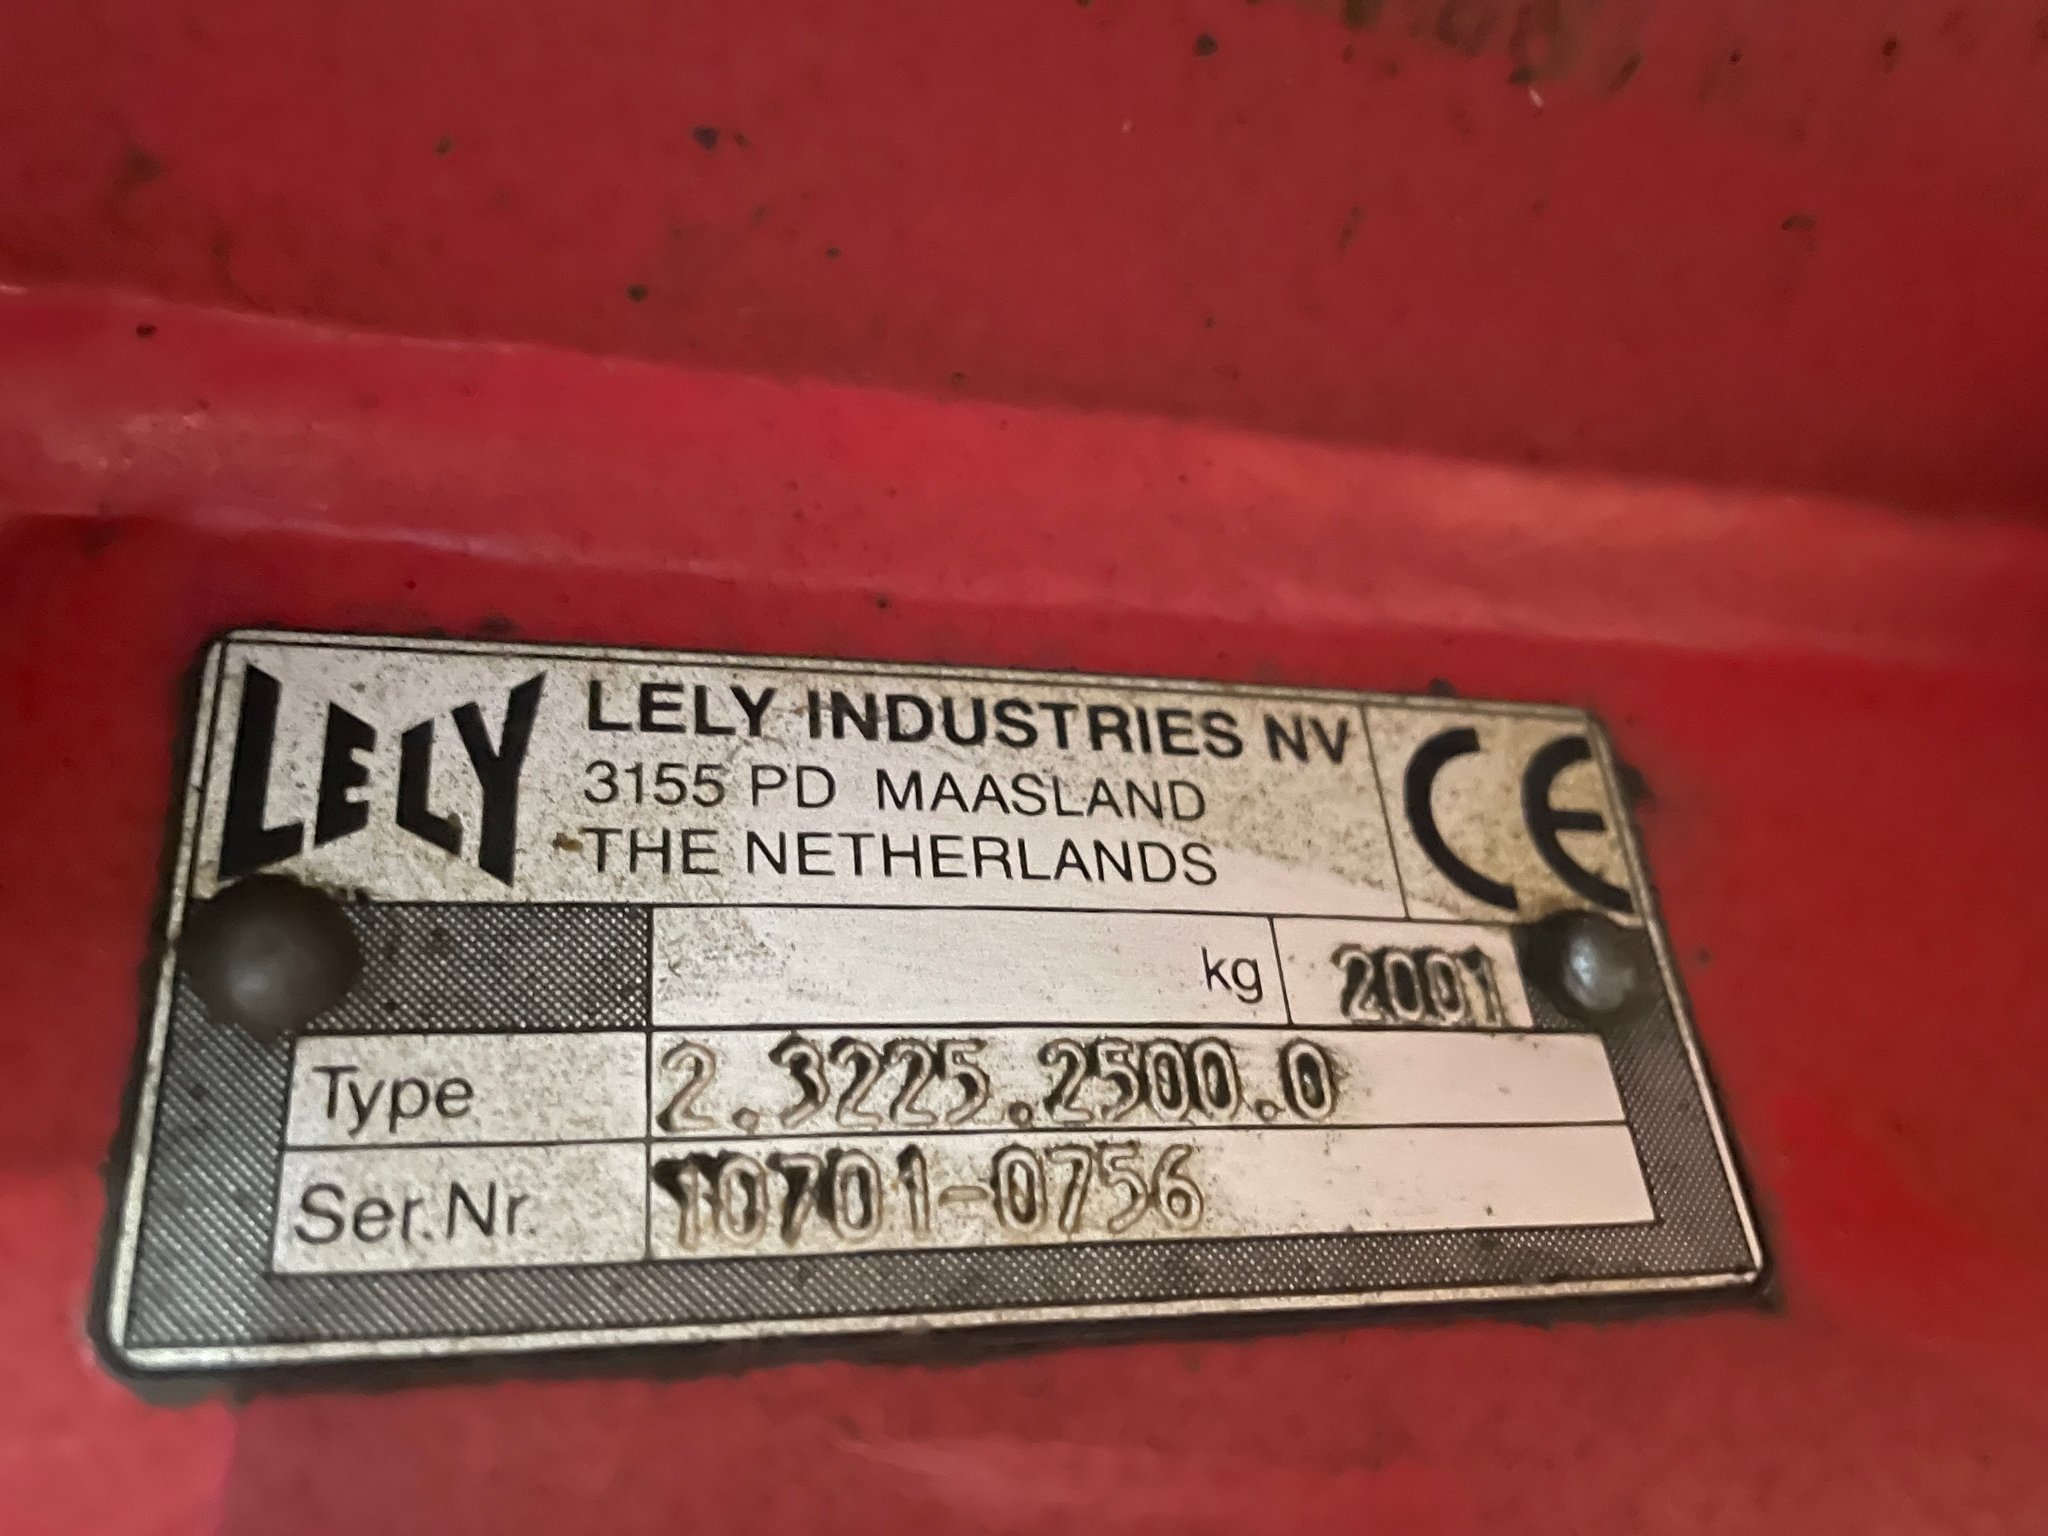 LELY
LELY INDUSTRIES NV
3155 PD MAASLAND
THE NETHERLANDS
CE
kg 2001
Type 2.3225.2500.0
Ser.Nr. 10701-0756